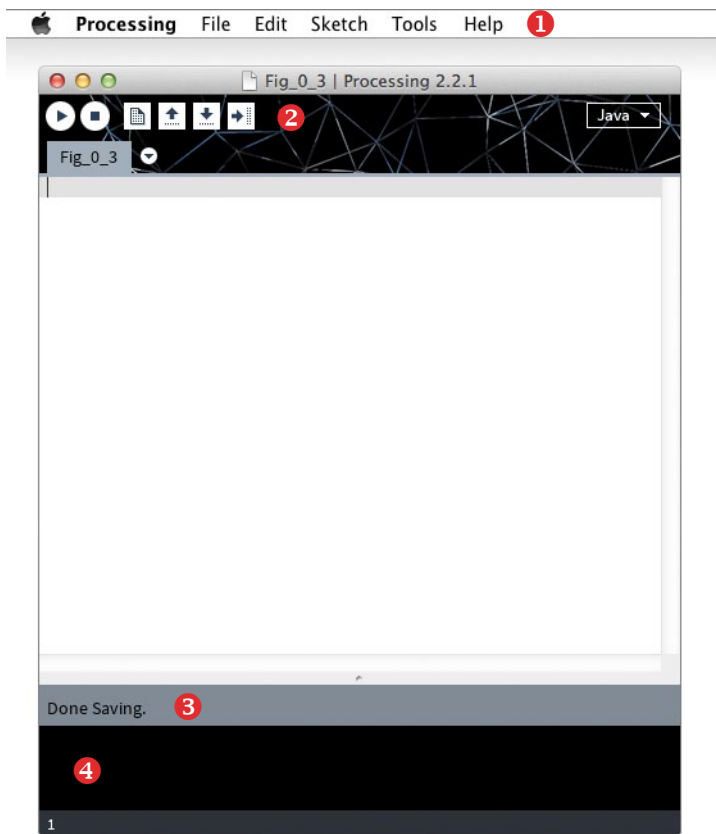 Processing File Edit Sketch Tools Help 1
Fig_0_3 | Processing 2.2.1
2 Java
Fig_0_3
Done Saving. 3
4
1